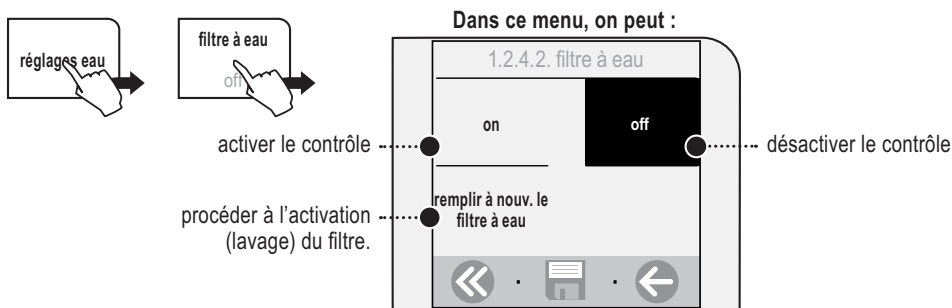 Dans ce menu, on peut :
réglages eau
filtre à eau
off
1.2.4.2. filtre à eau
on
off
activer le contrôle
désactiver le contrôle
remplir à nouv. le
filtre à eau
procéder à l’activation
(lavage) du filtre.